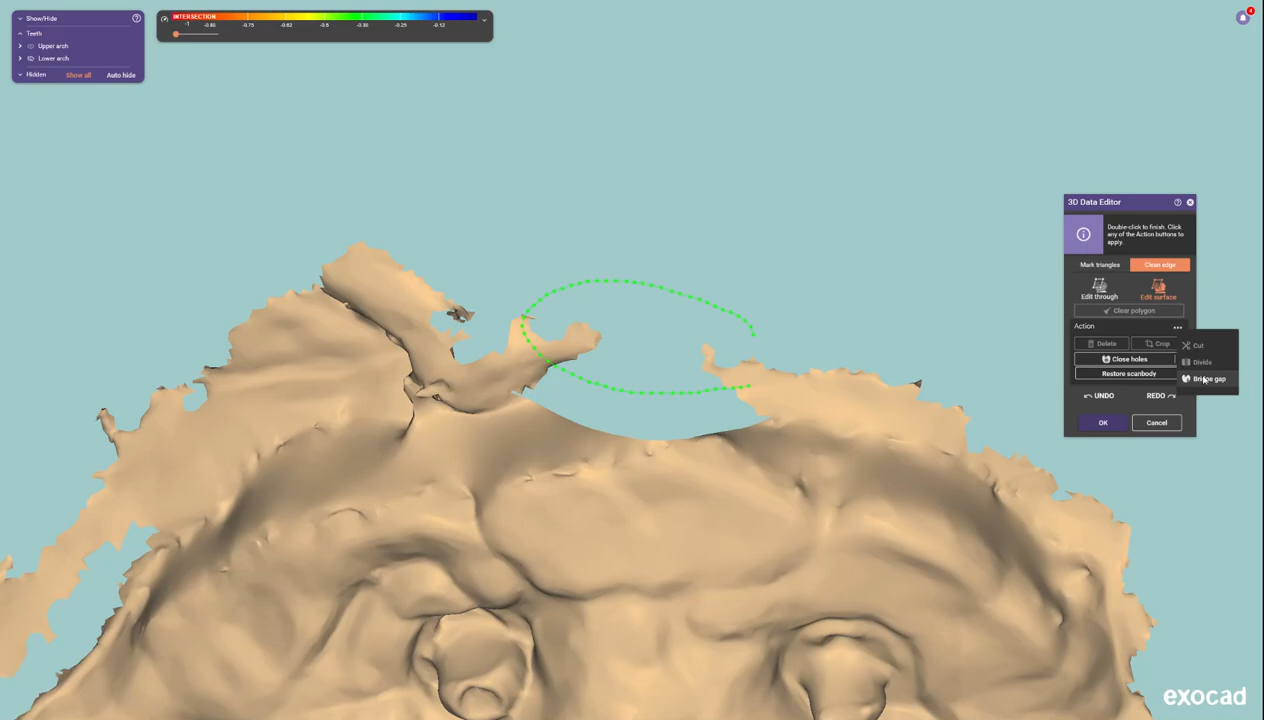 Show/Hide
Teeth
Upper arch
Lower arch
Hidden Show all Auto hide
INTERSECTION
-1 -0.88 -0.75 -0.62 -0.5 -0.38 -0.25 -0.12
4
3D Data Editor
Double-click to finish. Click
any of the Action buttons to
apply.
Mark triangles Clean edge
Edit through Edit surface
Clear polygon
Action
Delete Crop Cut
Close holes Divide
Restore scanbody Bridge gap
UNDO REDO
OK Cancel
exocad